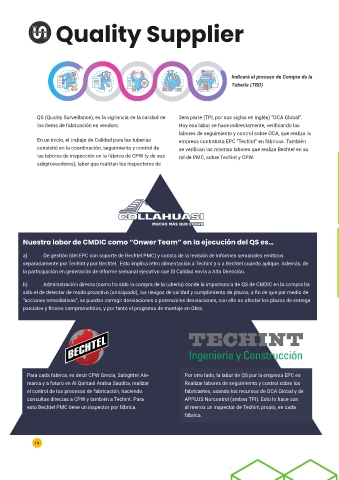 Quality Supplier
Indicará el proceso de Compra de la
Tubería (TBD)
QS (Quality Surveillance), es la vigilancia de la calidad de
los ítems de fabricación en vendors.
En un inicio, el trabajo de Calidad para las tuberías
consistió en la coordinación, seguimiento y control de
las labores de inspección en la fábrica de CPW (y de sus
subproveedores), labor que realizan los inspectores de
3era parte (TPI, por sus siglas en inglés) "OCA Global".
Hoy esa labor se hace indirectamente, verificando las
labores de seguimiento y control sobre OCA, que realiza la
empresa contratista EPC "Techint" en fábricas. También
se verifican las mismas labores que realiza Bechtel en su
rol de PMC, sobre Techint y CPW.
COLLAHUASI
MUCHO MÁS QUE COBRE
Nuestra labor de CMDIC como "Onwer Team" en la ejecución del QS es...
a) De gestión (del EPC con soporte de Bechtel PMC) y consta de la revisión de informes semanales emitidos
separadamente por Techint y por Bechtel. Esto implica retro alimentación a Techint y o a Bechtel cuando aplique. Además, de
la participación en generación de informe semanal ejecutivo que SI Calidad envía a Alta Dirección.
b) Administración directa (como ha sido la compra de la tubería) donde la importancia de QS de CMDIC en la compra ha
sido el de detectar de modo proactivo (anticipado), los riesgos de calidad y cumplimiento de plazos, a fin de que por medio de
"acciones remediativas", se puedan corregir desviaciones o potenciales desviaciones, con ello no afectar los plazos de entrega
parciales y finales comprometidos, y por tanto el programa de montaje en Obra.
BECHTEL
TECHINT
Ingeniería y Construcción
Para cada fabrica, es decir CPW Grecia, Salzgitter Ale-
mania y a futuro en Al Qahtani Arabia Saudita, realizar
el control de los procesos de fabricación, haciendo
consultas directas a CPW y también a Techint. Para
esto Bechtel PMC tiene un inspector por fábrica.
Por otro lado, la labor de QS por la empresa EPC es
Realizar labores de seguimiento y control sobre los
fabricantes, usando los recursos de OCA Global y de
APPLUS Norcontrol (ambos TPI). Esto lo hace con
al menos un inspector de Techint propio, en cada
fábrica.